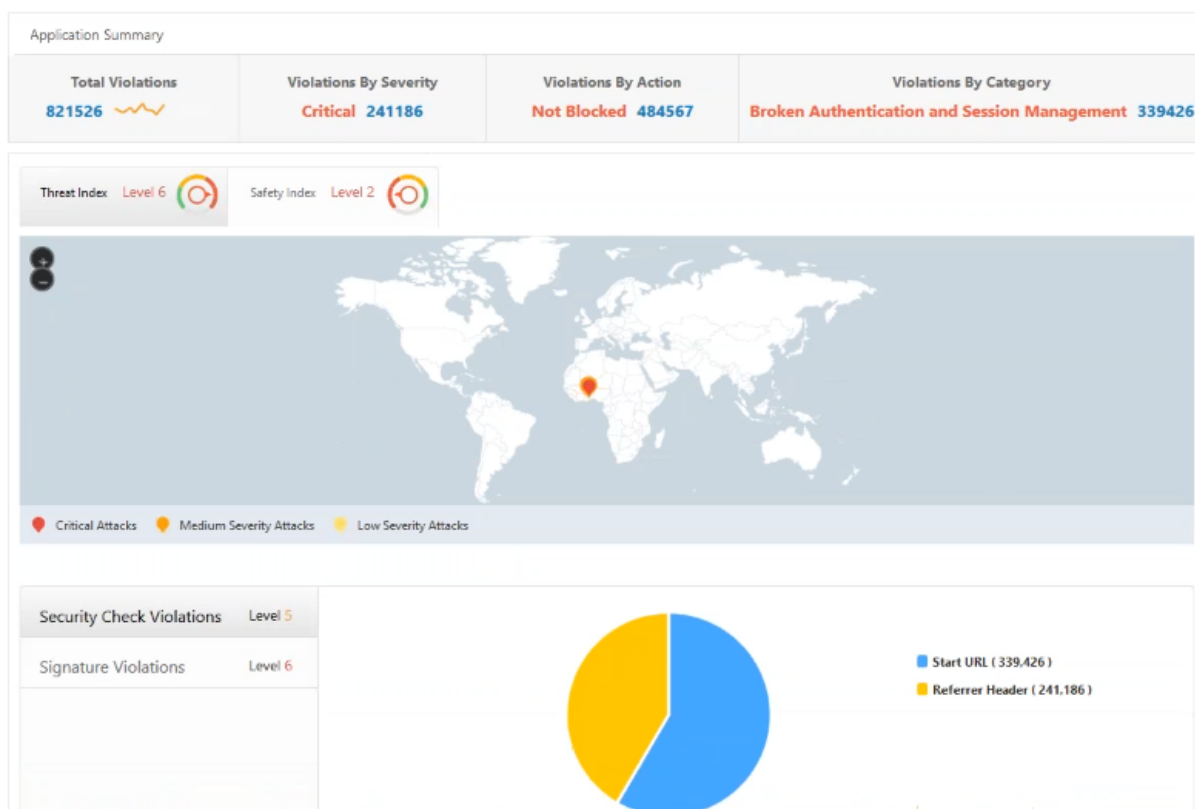 Application Summary
Total Violations
821526
Violations By Severity
Critical 241186
Violations By Action
Not Blocked 484567
Violations By Category
Broken Authentication and Session Management 339426
Threat Index Level 6
Safety Index Level 2
+
−
Critical Attacks Medium Severity Attacks Low Severity Attacks
Security Check Violations Level 5
Signature Violations Level 6
Start URL ( 339,426 )
Referrer Header ( 241,186 )